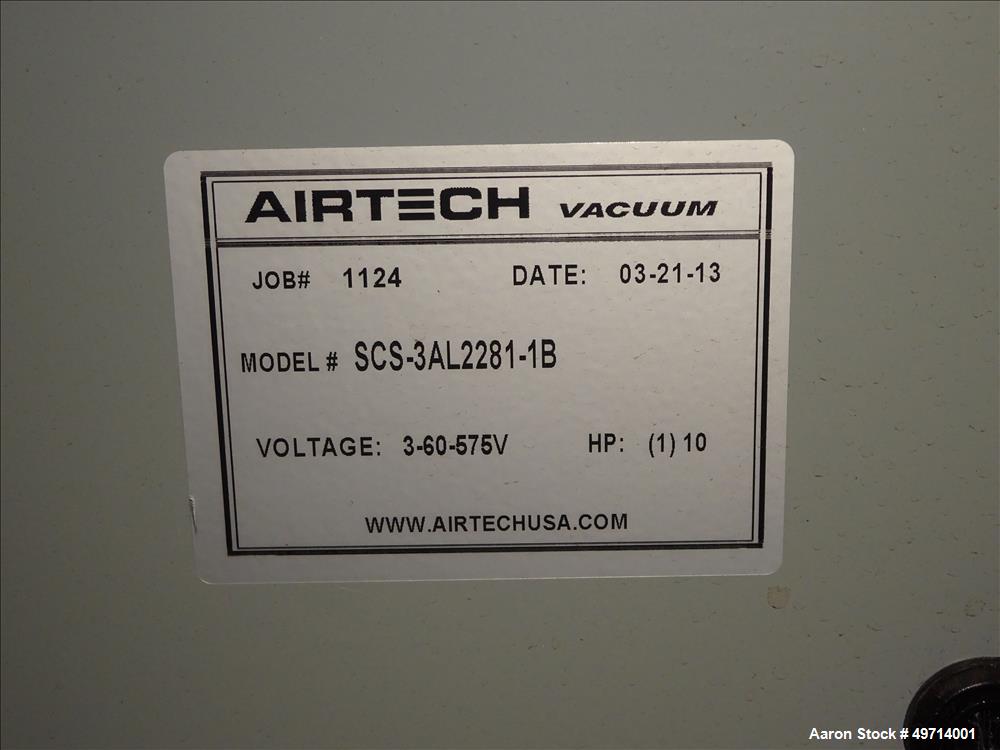 AIRTECH VACUUM
JOB# 1124 DATE: 03-21-13
MODEL # SCS-3AL2281-1B
VOLTAGE: 3-60-575V HP: (1) 10
WWW.AIRTECHUSA.COM
Aaron Stock # 49714001